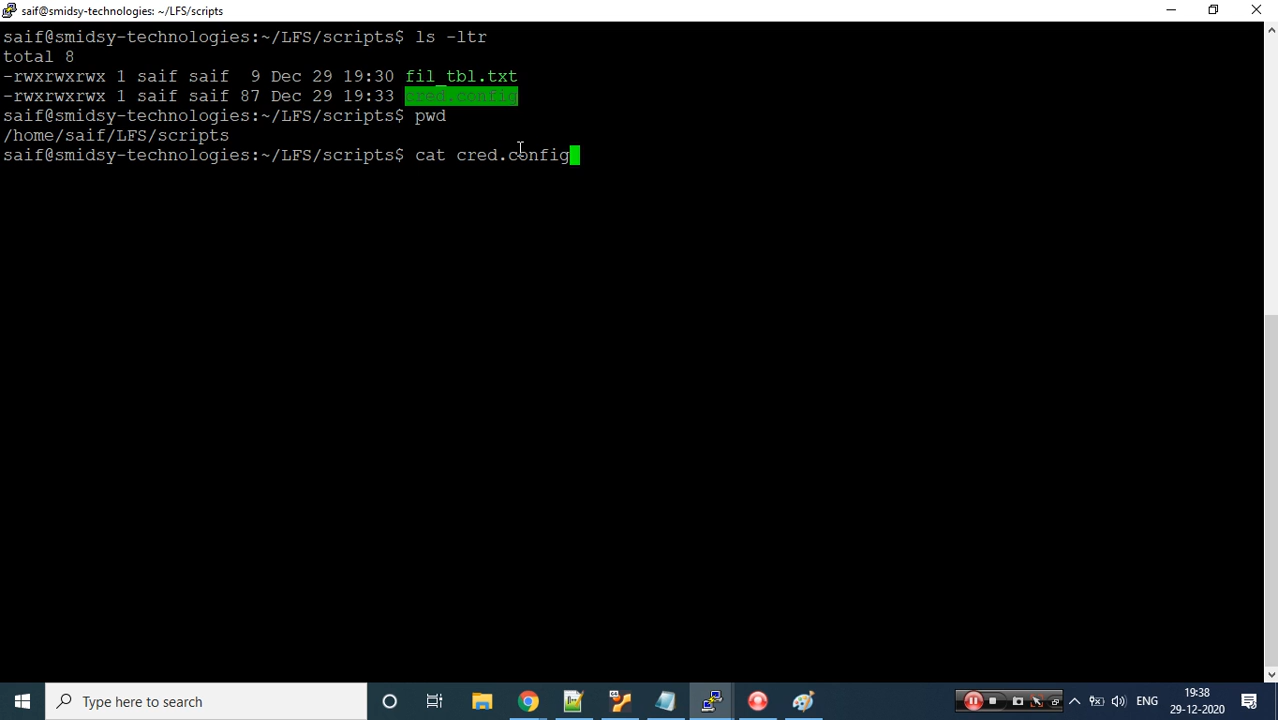 saif@smidsy-technologies: ~/LFS/scripts
saif@smidsy-technologies:~/LFS/scripts$ ls -ltr
total 8
-rwxrwxrwx 1 saif saif  9 Dec 29 19:30 fil_tbl.txt
-rwxrwxrwx 1 saif saif 87 Dec 29 19:33 cred.config
saif@smidsy-technologies:~/LFS/scripts$ pwd
/home/saif/LFS/scripts
saif@smidsy-technologies:~/LFS/scripts$ cat cred.config
Type here to search
ENG
19:38
29-12-2020